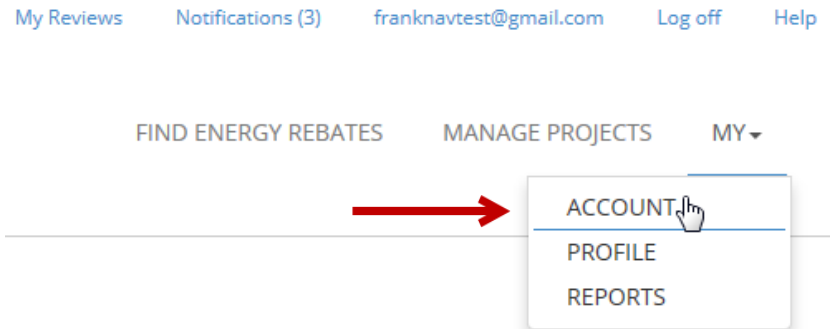 My Reviews Notifications (3) franknavtest@gmail.com Log off Help
FIND ENERGY REBATES MANAGE PROJECTS MY
ACCOUNT
PROFILE
REPORTS